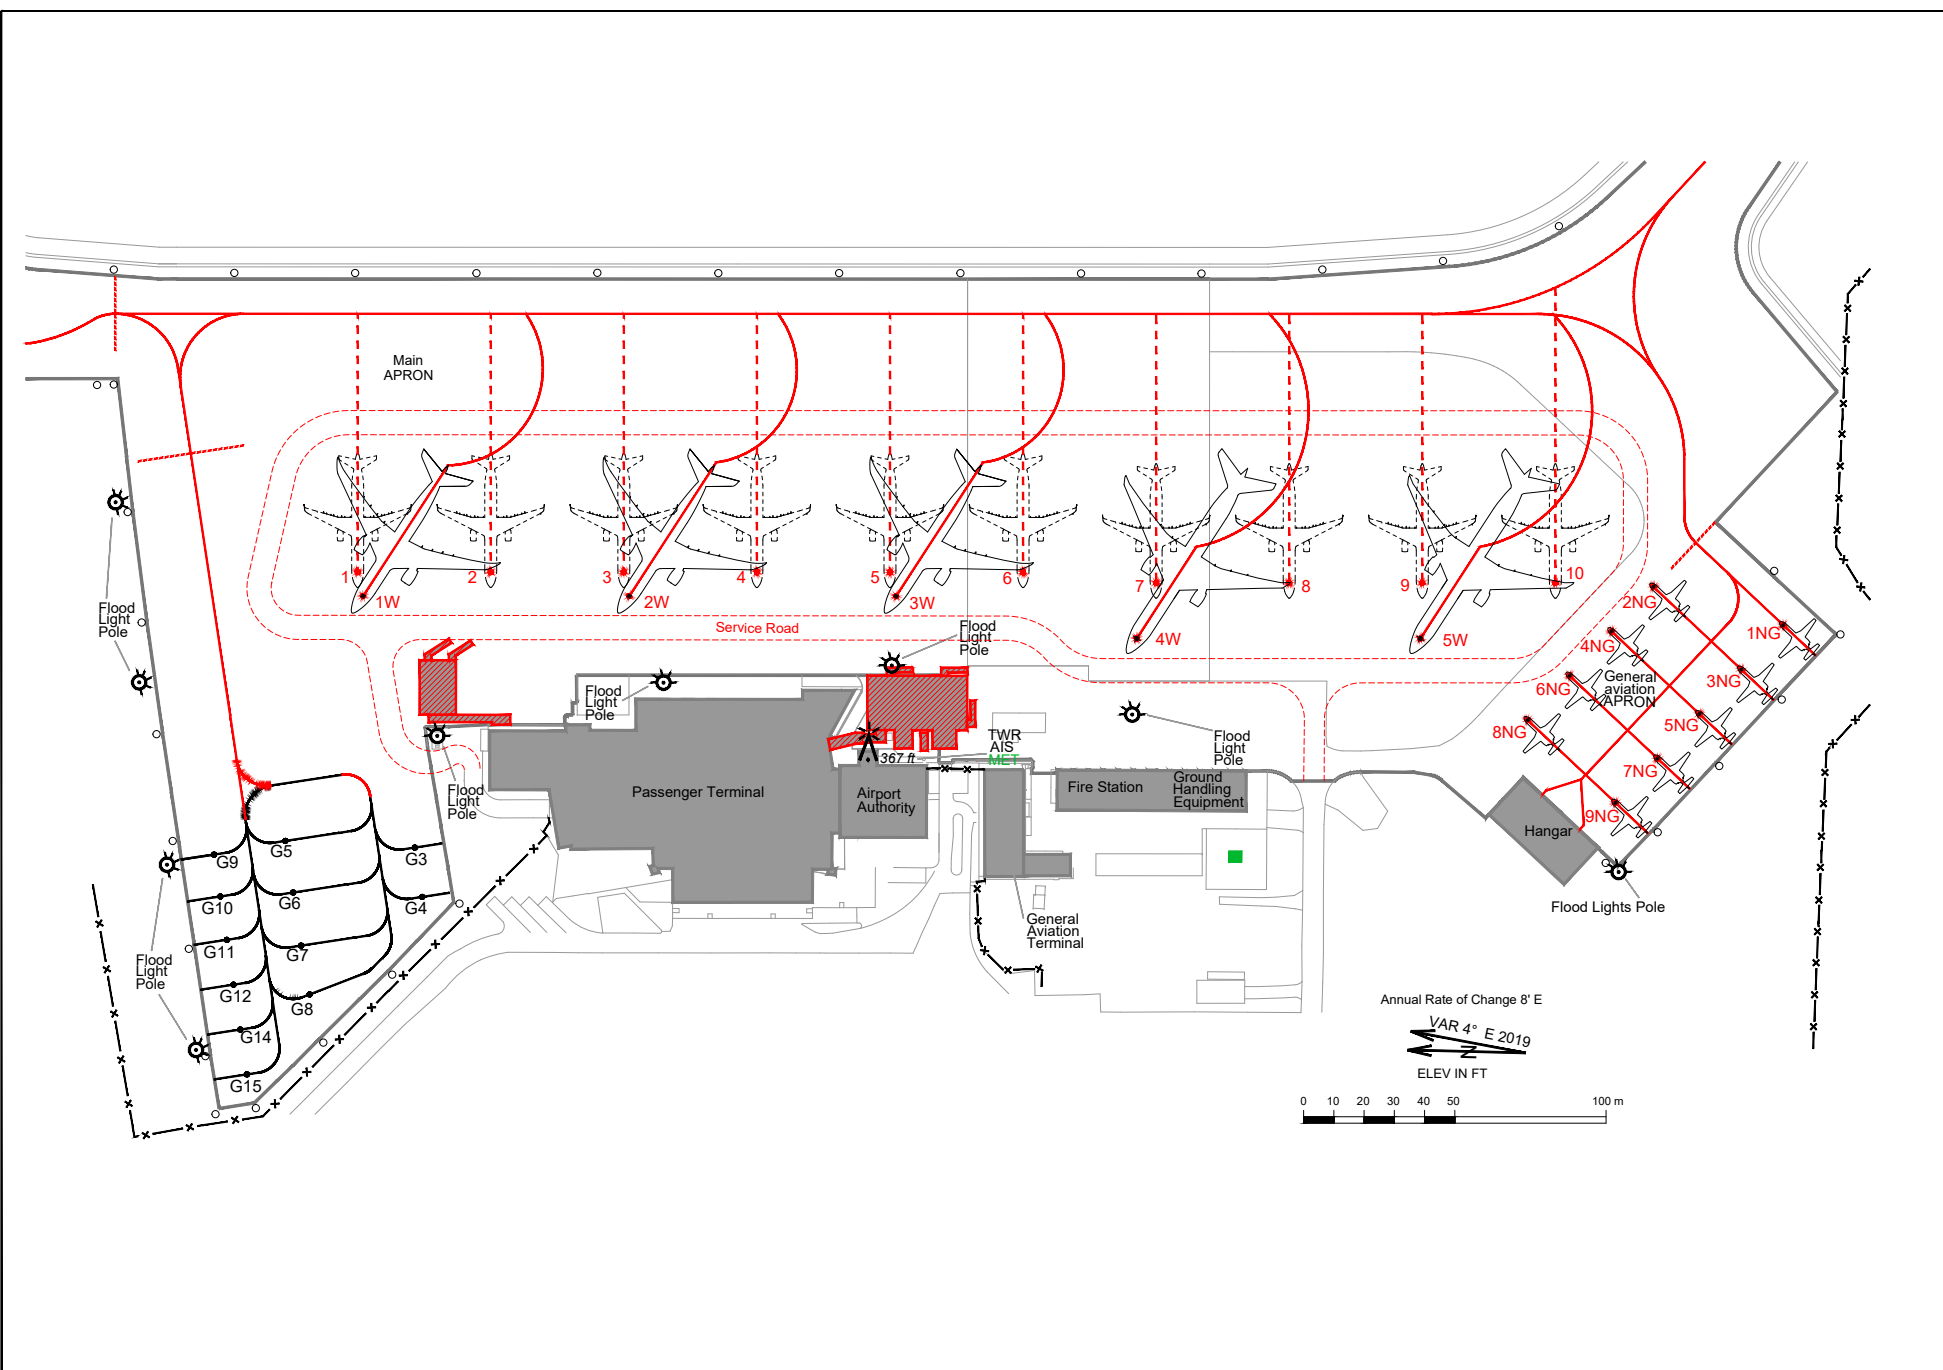 Main
APRON
1
2
3
4
5
6
7
8
9
10
1W
2W
3W
4W
5W
Service Road
Flood
Light
Pole
Flood
Light
Pole
Flood
Light
Pole
Flood
Light
Pole
Flood
Light
Pole
Flood
Light
Pole
2NG
1NG
4NG
3NG
6NG
5NG
8NG
7NG
9NG
General
aviation
APRON
TWR
AIS
MET
367 ft
Passenger Terminal
Airport
Authority
Fire Station
Ground
Handling
Equipment
Hangar
Flood Lights Pole
General
Aviation
Terminal
G9
G5
G3
G10
G6
G4
G11
G7
G12
G8
G14
G15
Annual Rate of Change 8' E
VAR 4° E 2019
N
ELEV IN FT
0 10 20 30 40 50 100 m